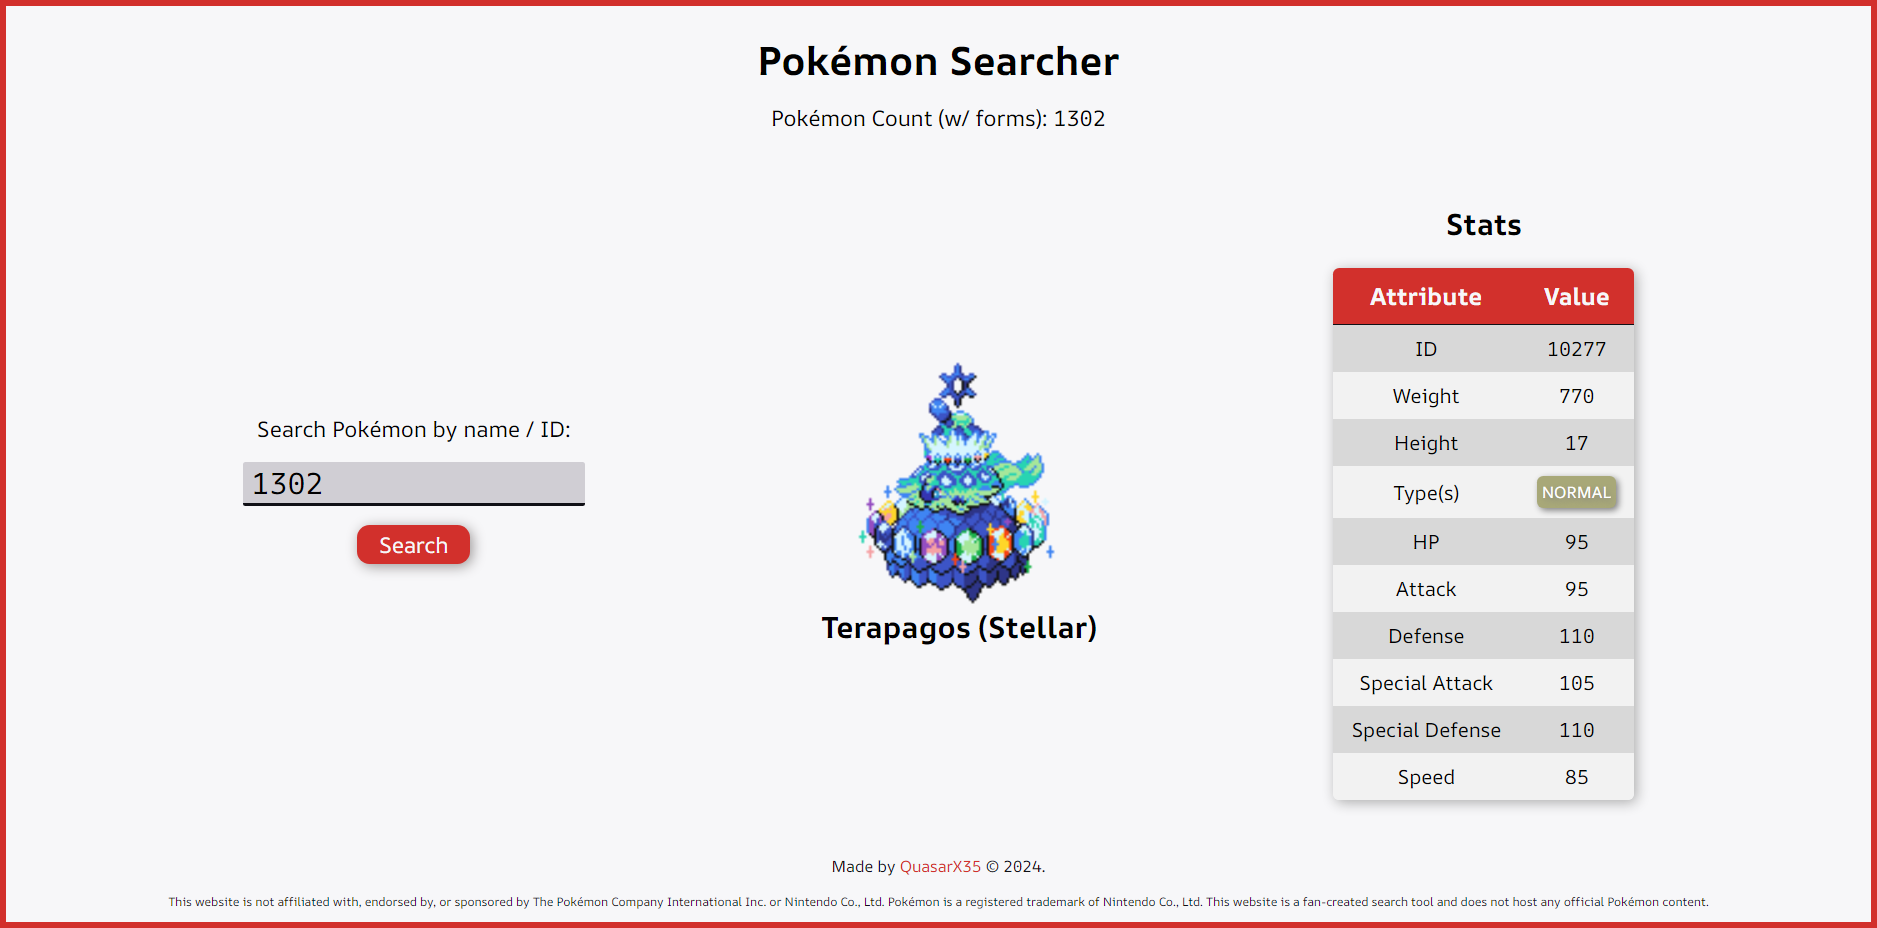 Pokémon Searcher
Pokémon Count (w/ forms): 1302
Search Pokémon by name / ID:
1302
Search
Terapagos (Stellar)
Stats
Attribute Value
ID 10277
Weight 770
Height 17
Type(s) NORMAL
HP 95
Attack 95
Defense 110
Special Attack 105
Special Defense 110
Speed 85
Made by QuasarX35 © 2024.
This website is not affiliated with, endorsed by, or sponsored by The Pokémon Company International Inc. or Nintendo Co., Ltd. Pokémon is a registered trademark of Nintendo Co., Ltd. This website is a fan-created search tool and does not host any official Pokémon content.